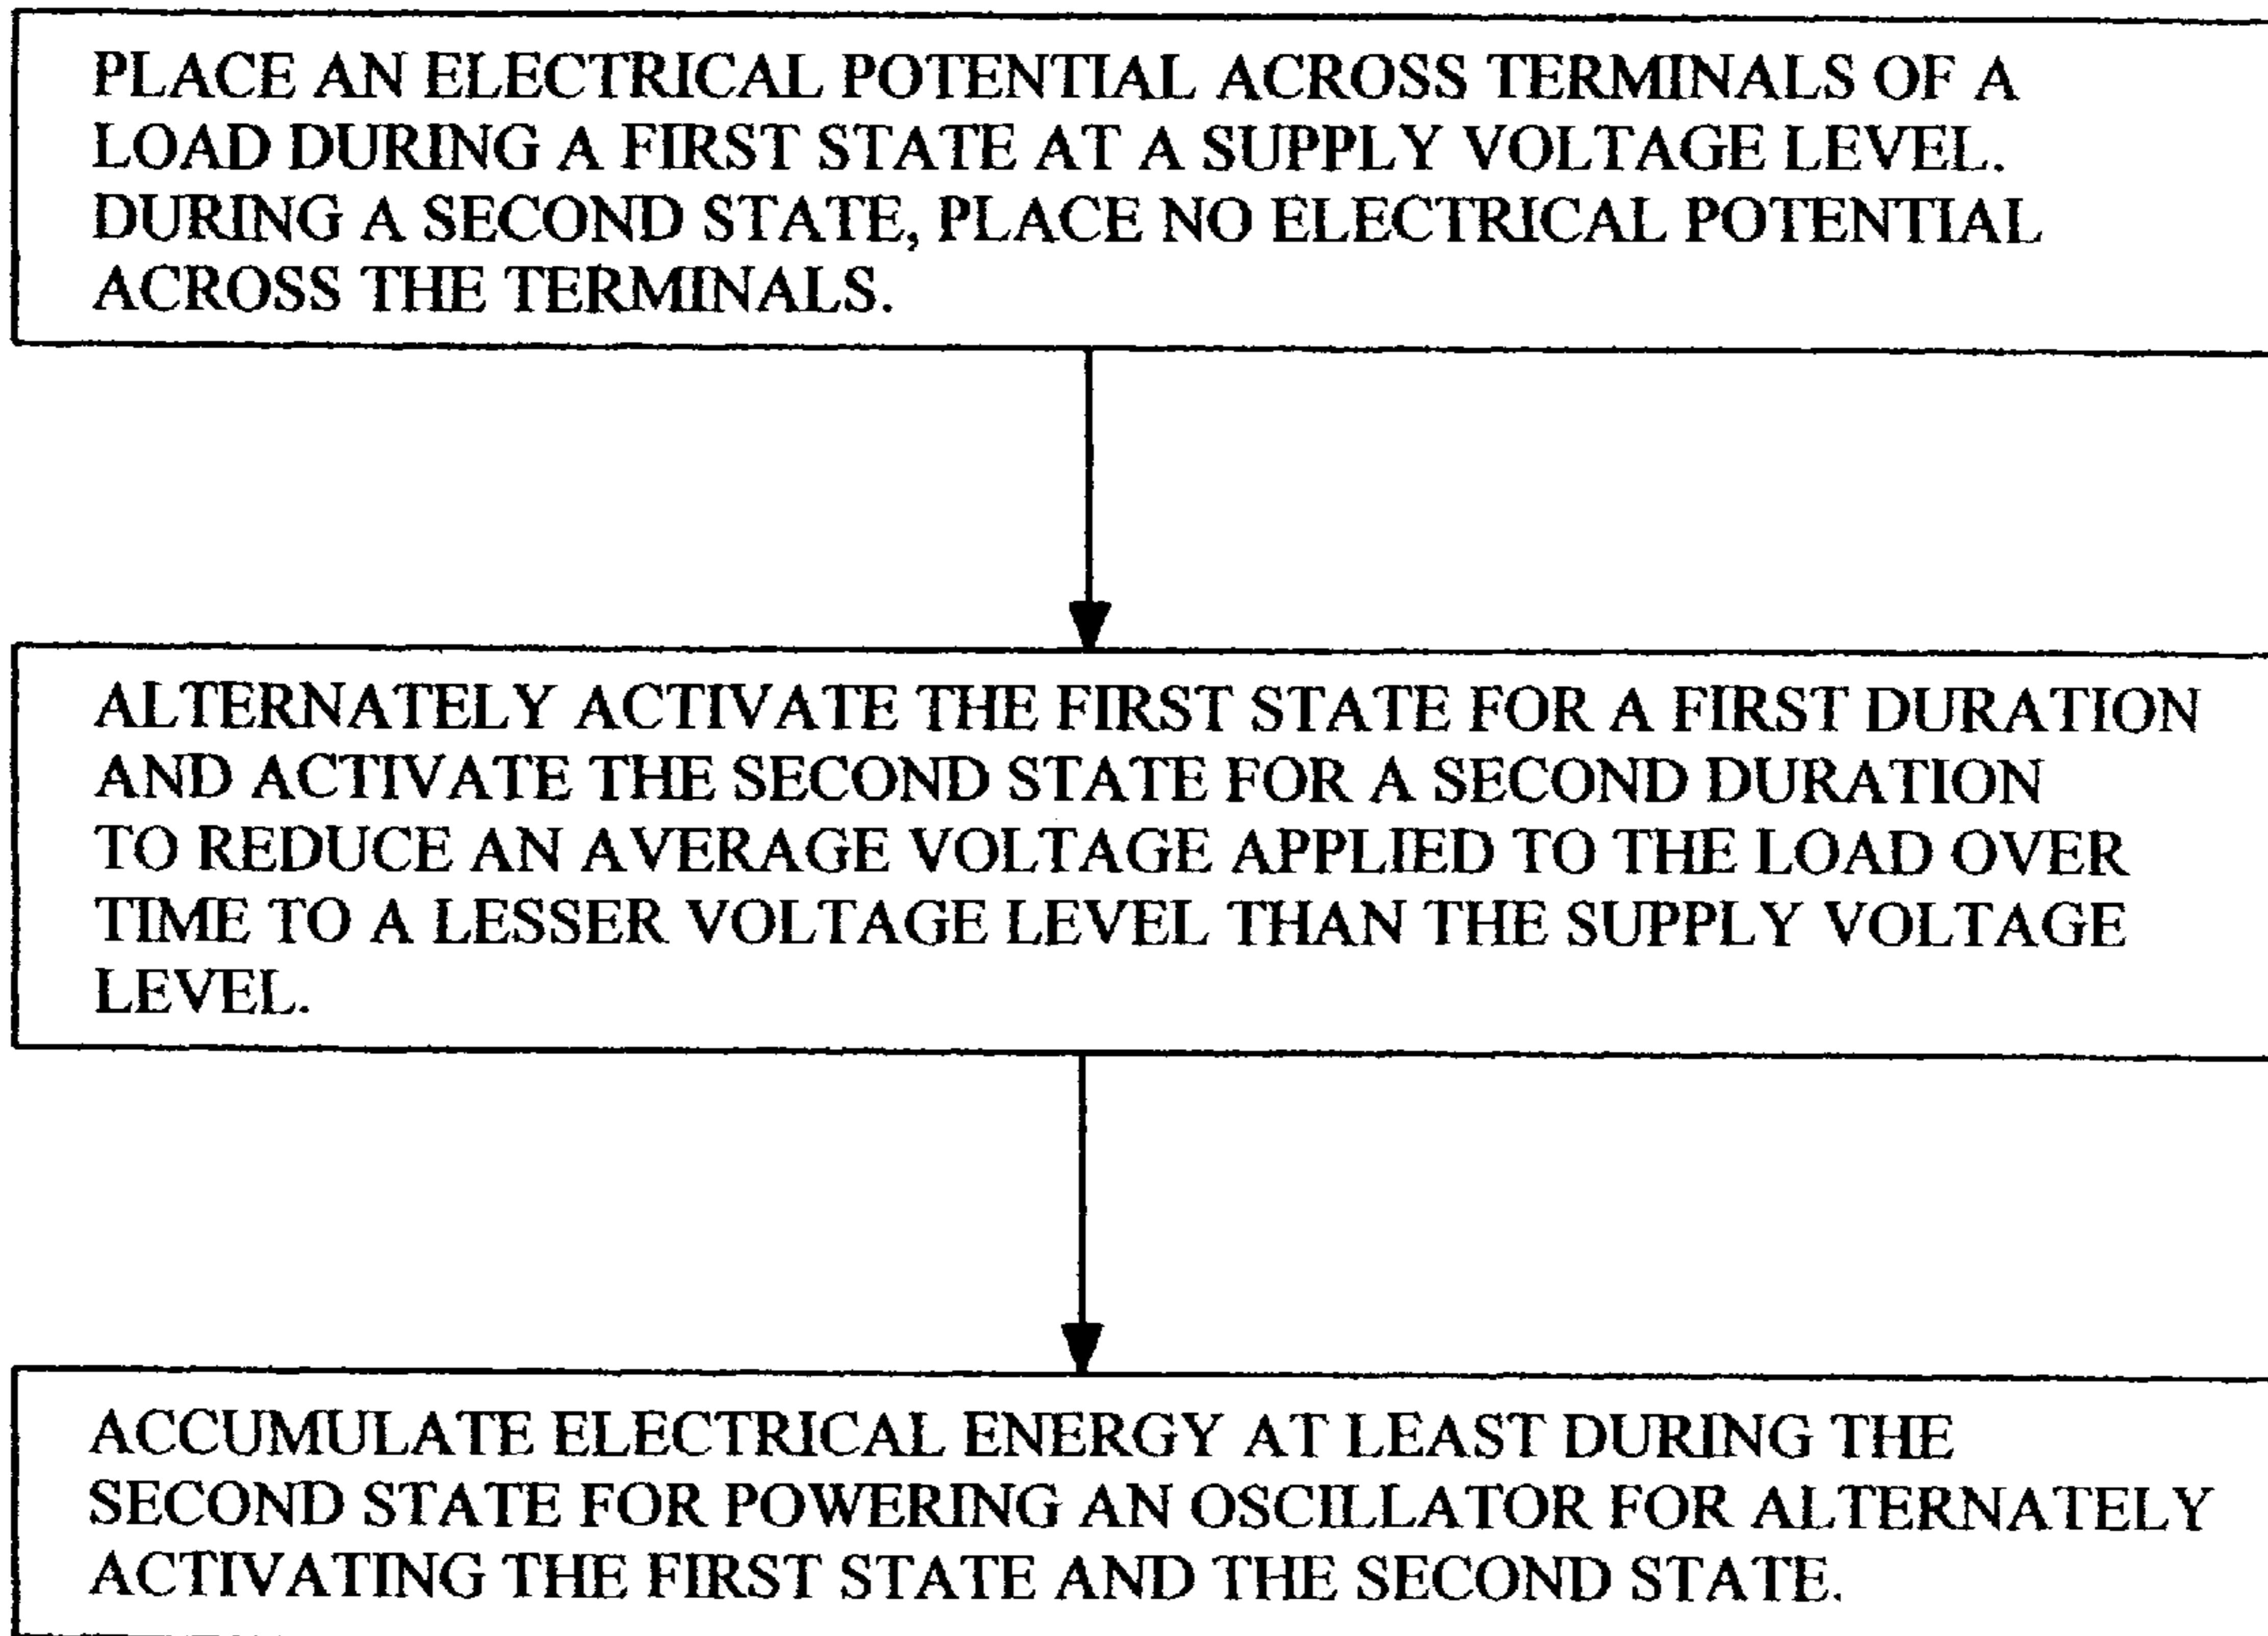 PLACE AN ELECTRICAL POTENTIAL ACROSS TERMINALS OF A
LOAD DURING A FIRST STATE AT A SUPPLY VOLTAGE LEVEL.
DURING A SECOND STATE, PLACE NO ELECTRICAL POTENTIAL
ACROSS THE TERMINALS.
ALTERNATELY ACTIVATE THE FIRST STATE FOR A FIRST DURATION
AND ACTIVATE THE SECOND STATE FOR A SECOND DURATION
TO REDUCE AN AVERAGE VOLTAGE APPLIED TO THE LOAD OVER
TIME TO A LESSER VOLTAGE LEVEL THAN THE SUPPLY VOLTAGE
LEVEL.
ACCUMULATE ELECTRICAL ENERGY AT LEAST DURING THE
SECOND STATE FOR POWERING AN OSCILLATOR FOR ALTERNATELY
ACTIVATING THE FIRST STATE AND THE SECOND STATE.